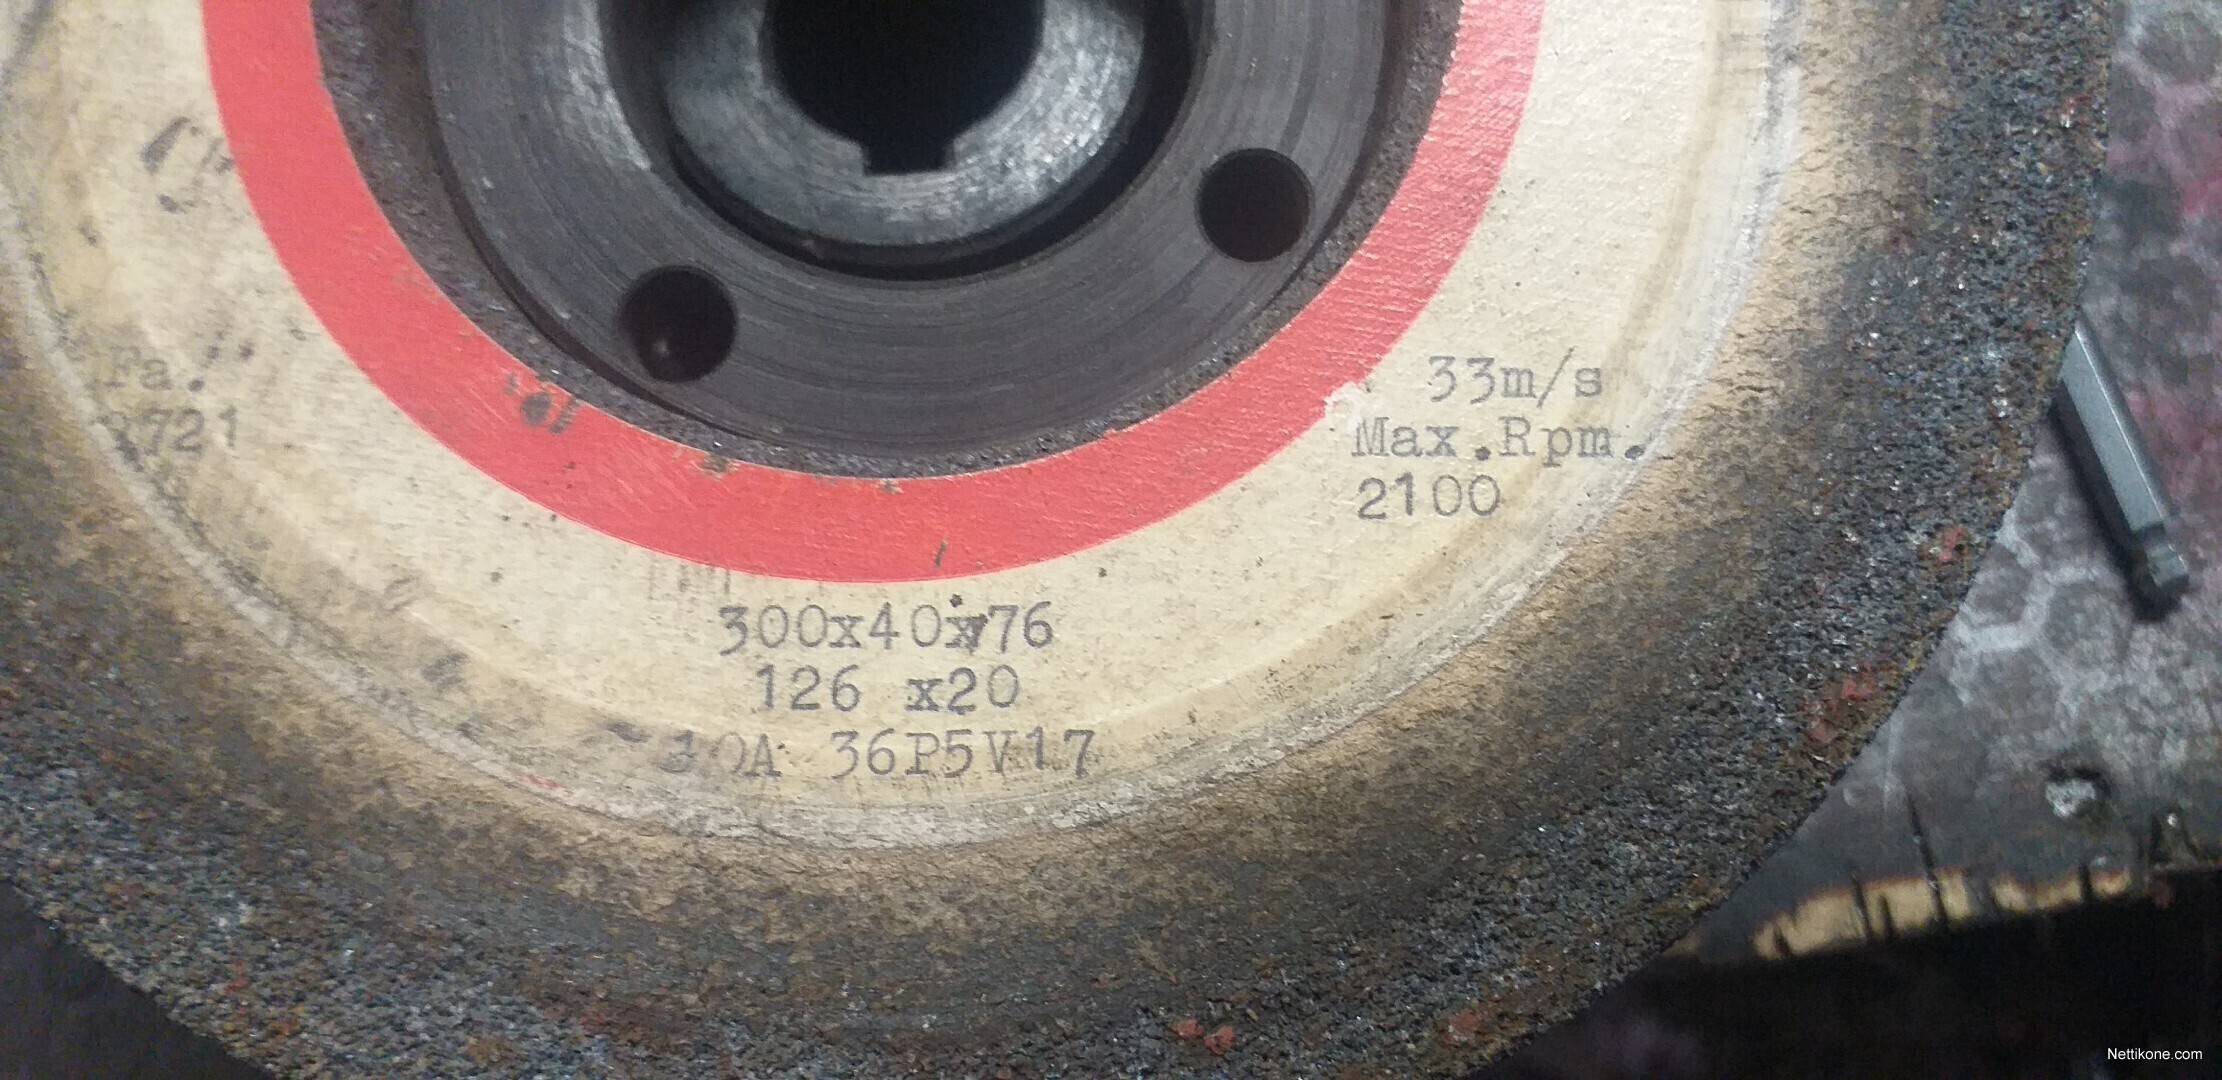 Fa.
33m/s
Max.Rpm.
2100
300x40x76
126 x20
36P5V17
Nettikone.com